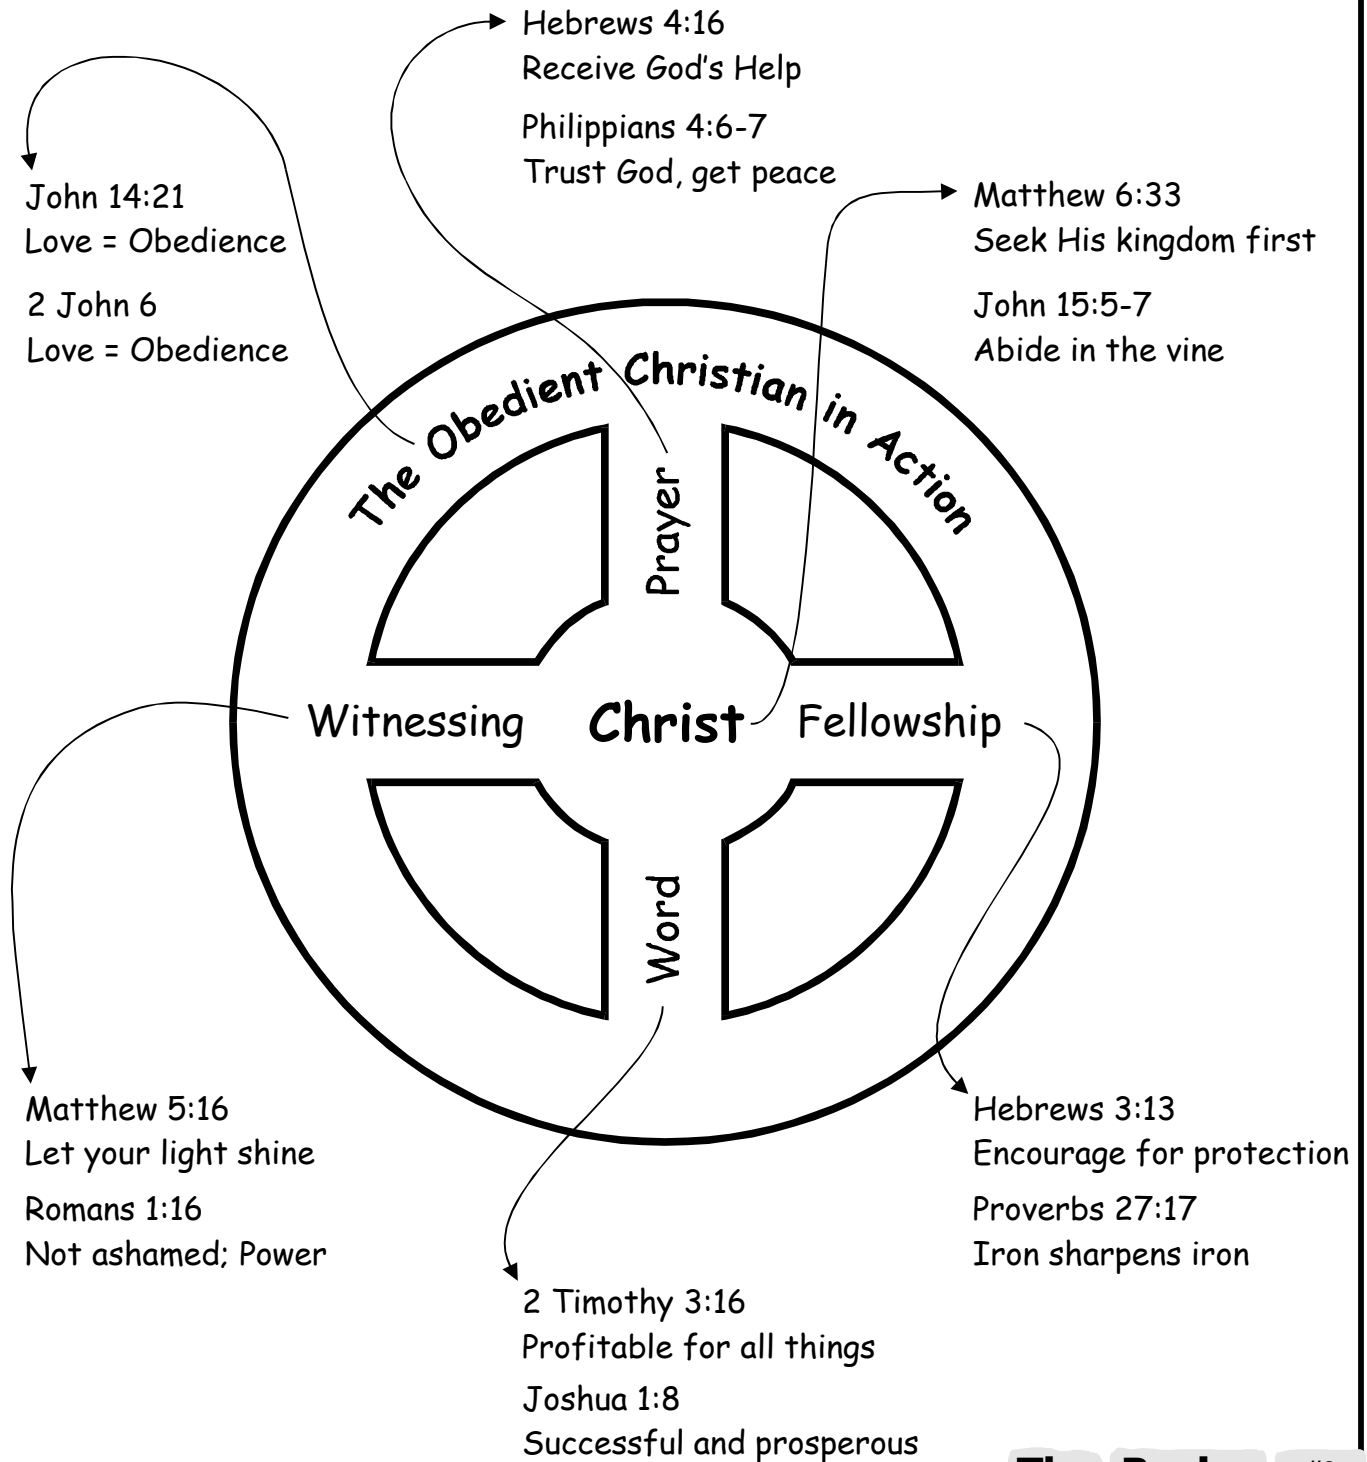 Hebrews 4:16
Receive God's Help
Philippians 4:6-7
Trust God, get peace
John 14:21
Love = Obedience
2 John 6
Love = Obedience
Matthew 6:33
Seek His kingdom first
John 15:5-7
Abide in the vine
The Obedient Christian in Action
Prayer
Witnessing
Christ
Fellowship
Word
Matthew 5:16
Let your light shine
Romans 1:16
Not ashamed; Power
Hebrews 3:13
Encourage for protection
Proverbs 27:17
Iron sharpens iron
2 Timothy 3:16
Profitable for all things
Joshua 1:8
Successful and prosperous